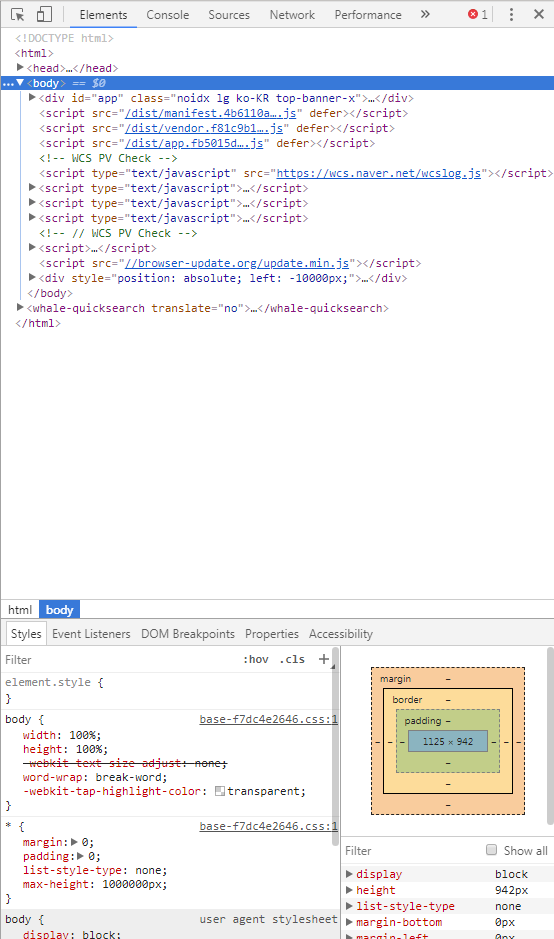 Elements Console Sources Network Performance » 1
<!DOCTYPE html>
<html>
<head>…</head>
… <body> == $0
<div id="app" class="noidx lg ko-KR top-banner-x">…</div>
<script src="/dist/manifest.4b6110a….js" defer></script>
<script src="/dist/vendor.f81c9b1….js" defer></script>
<script src="/dist/app.fb5015d….js" defer></script>
<!-- WCS PV Check -->
<script type="text/javascript" src="https://wcs.naver.net/wcslog.js"></script>
<script type="text/javascript">…</script>
<script type="text/javascript">…</script>
<script type="text/javascript">…</script>
<!-- // WCS PV Check -->
<script>…</script>
<script src="//browser-update.org/update.min.js"></script>
<div style="position: absolute; left: -10000px;">…</div>
</body>
<whale-quicksearch translate="no">…</whale-quicksearch>
</html>
html body
Styles Event Listeners DOM Breakpoints Properties Accessibility
Filter :hov .cls +
element.style {
}
body { base-f7dc4e2646.css:1
width: 100%;
height: 100%;
-webkit-text-size-adjust: none;
word-wrap: break-word;
-webkit-tap-highlight-color: transparent;
}
* { base-f7dc4e2646.css:1
margin: 0;
padding: 0;
list-style-type: none;
max-height: 1000000px;
}
body { user agent stylesheet
display: block;
margin –
border –
padding –
– – – 1125 × 942 – – –
–
–
–
Filter Show all
display block
height 942px
list-style-type none
margin-bottom 0px
margin-left 0px